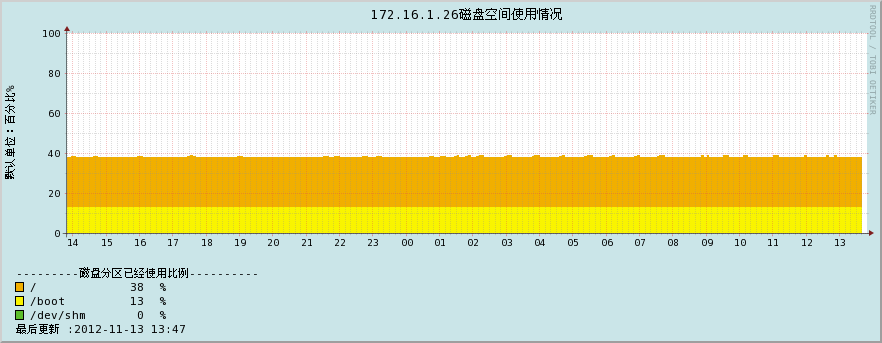 172.16.1.26磁盘空间使用情况
RRDTOOL / TOBI OETIKER
默认单位：百分比%
100
80
60
40
20
0
14 15 16 17 18 19 20 21 22 23 00 01 02 03 04 05 06 07 08 09 10 11 12 13
---------磁盘分区已经使用比例----------
/ 38 %
/boot 13 %
/dev/shm 0 %
最后更新 :2012-11-13 13:47